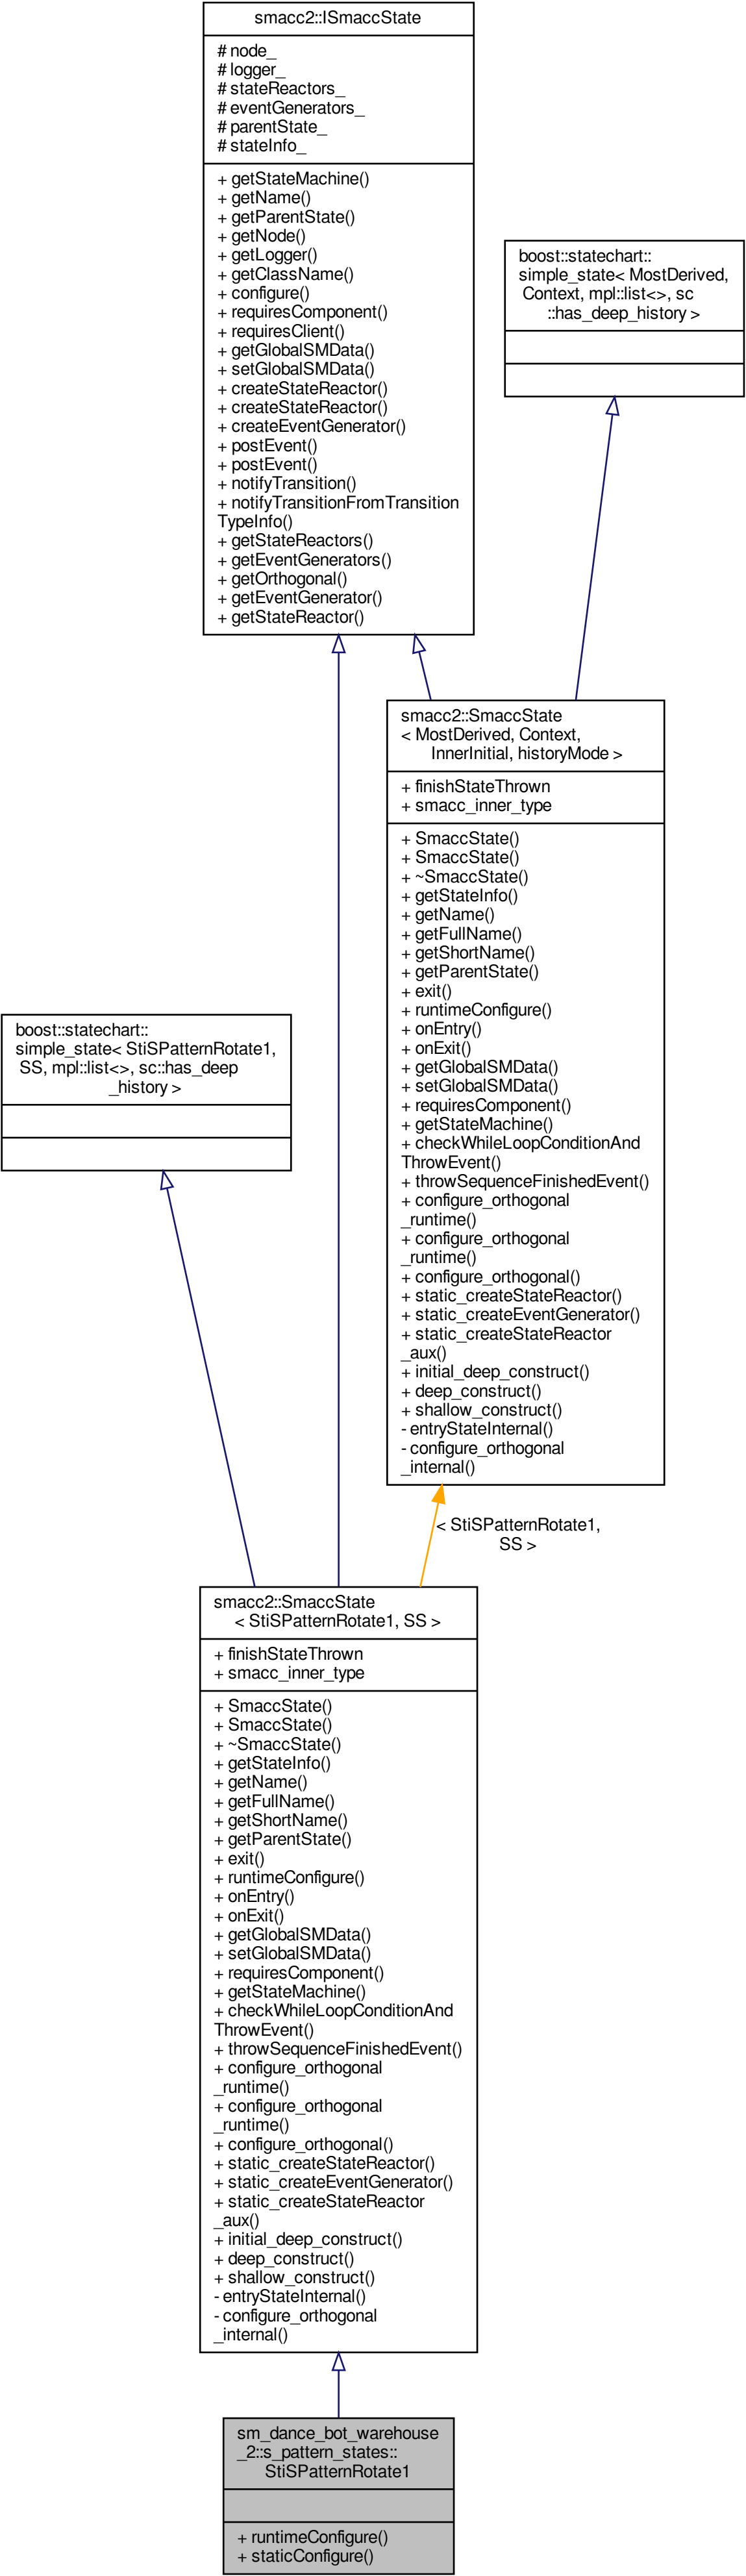 smacc2::ISmaccState
# node_
# logger_
# stateReactors_
# eventGenerators_
# parentState_
# stateInfo_
+ getStateMachine()
+ getName()
+ getParentState()
+ getNode()
+ getLogger()
+ getClassName()
+ configure()
+ requiresComponent()
+ requiresClient()
+ getGlobalSMData()
+ setGlobalSMData()
+ createStateReactor()
+ createStateReactor()
+ createEventGenerator()
+ postEvent()
+ postEvent()
+ notifyTransition()
+ notifyTransitionFromTransition
TypeInfo()
+ getStateReactors()
+ getEventGenerators()
+ getOrthogonal()
+ getEventGenerator()
+ getStateReactor()
boost::statechart::
simple_state< MostDerived,
Context, mpl::list<>, sc
::has_deep_history >
smacc2::SmaccState
< MostDerived, Context,
InnerInitial, historyMode >
+ finishStateThrown
+ smacc_inner_type
+ SmaccState()
+ SmaccState()
+ ~SmaccState()
+ getStateInfo()
+ getName()
+ getFullName()
+ getShortName()
+ getParentState()
+ exit()
+ runtimeConfigure()
+ onEntry()
+ onExit()
+ getGlobalSMData()
+ setGlobalSMData()
+ requiresComponent()
+ getStateMachine()
+ checkWhileLoopConditionAnd
ThrowEvent()
+ throwSequenceFinishedEvent()
+ configure_orthogonal
_runtime()
+ configure_orthogonal
_runtime()
+ configure_orthogonal()
+ static_createStateReactor()
+ static_createEventGenerator()
+ static_createStateReactor
_aux()
+ initial_deep_construct()
+ deep_construct()
+ shallow_construct()
- entryStateInternal()
- configure_orthogonal
_internal()
boost::statechart::
simple_state< StiSPatternRotate1,
SS, mpl::list<>, sc::has_deep
_history >
< StiSPatternRotate1,
SS >
smacc2::SmaccState
< StiSPatternRotate1, SS >
+ finishStateThrown
+ smacc_inner_type
+ SmaccState()
+ SmaccState()
+ ~SmaccState()
+ getStateInfo()
+ getName()
+ getFullName()
+ getShortName()
+ getParentState()
+ exit()
+ runtimeConfigure()
+ onEntry()
+ onExit()
+ getGlobalSMData()
+ setGlobalSMData()
+ requiresComponent()
+ getStateMachine()
+ checkWhileLoopConditionAnd
ThrowEvent()
+ throwSequenceFinishedEvent()
+ configure_orthogonal
_runtime()
+ configure_orthogonal
_runtime()
+ configure_orthogonal()
+ static_createStateReactor()
+ static_createEventGenerator()
+ static_createStateReactor
_aux()
+ initial_deep_construct()
+ deep_construct()
+ shallow_construct()
- entryStateInternal()
- configure_orthogonal
_internal()
sm_dance_bot_warehouse
_2::s_pattern_states::
StiSPatternRotate1
+ runtimeConfigure()
+ staticConfigure()